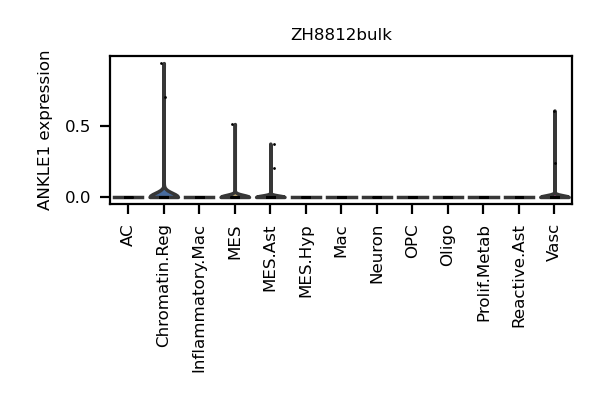 ZH8812bulk
ANKLE1 expression
0.5
0.0
AC
Chromatin.Reg
Inflammatory.Mac
MES
MES.Ast
MES.Hyp
Mac
Neuron
OPC
Oligo
Prolif.Metab
Reactive.Ast
Vasc